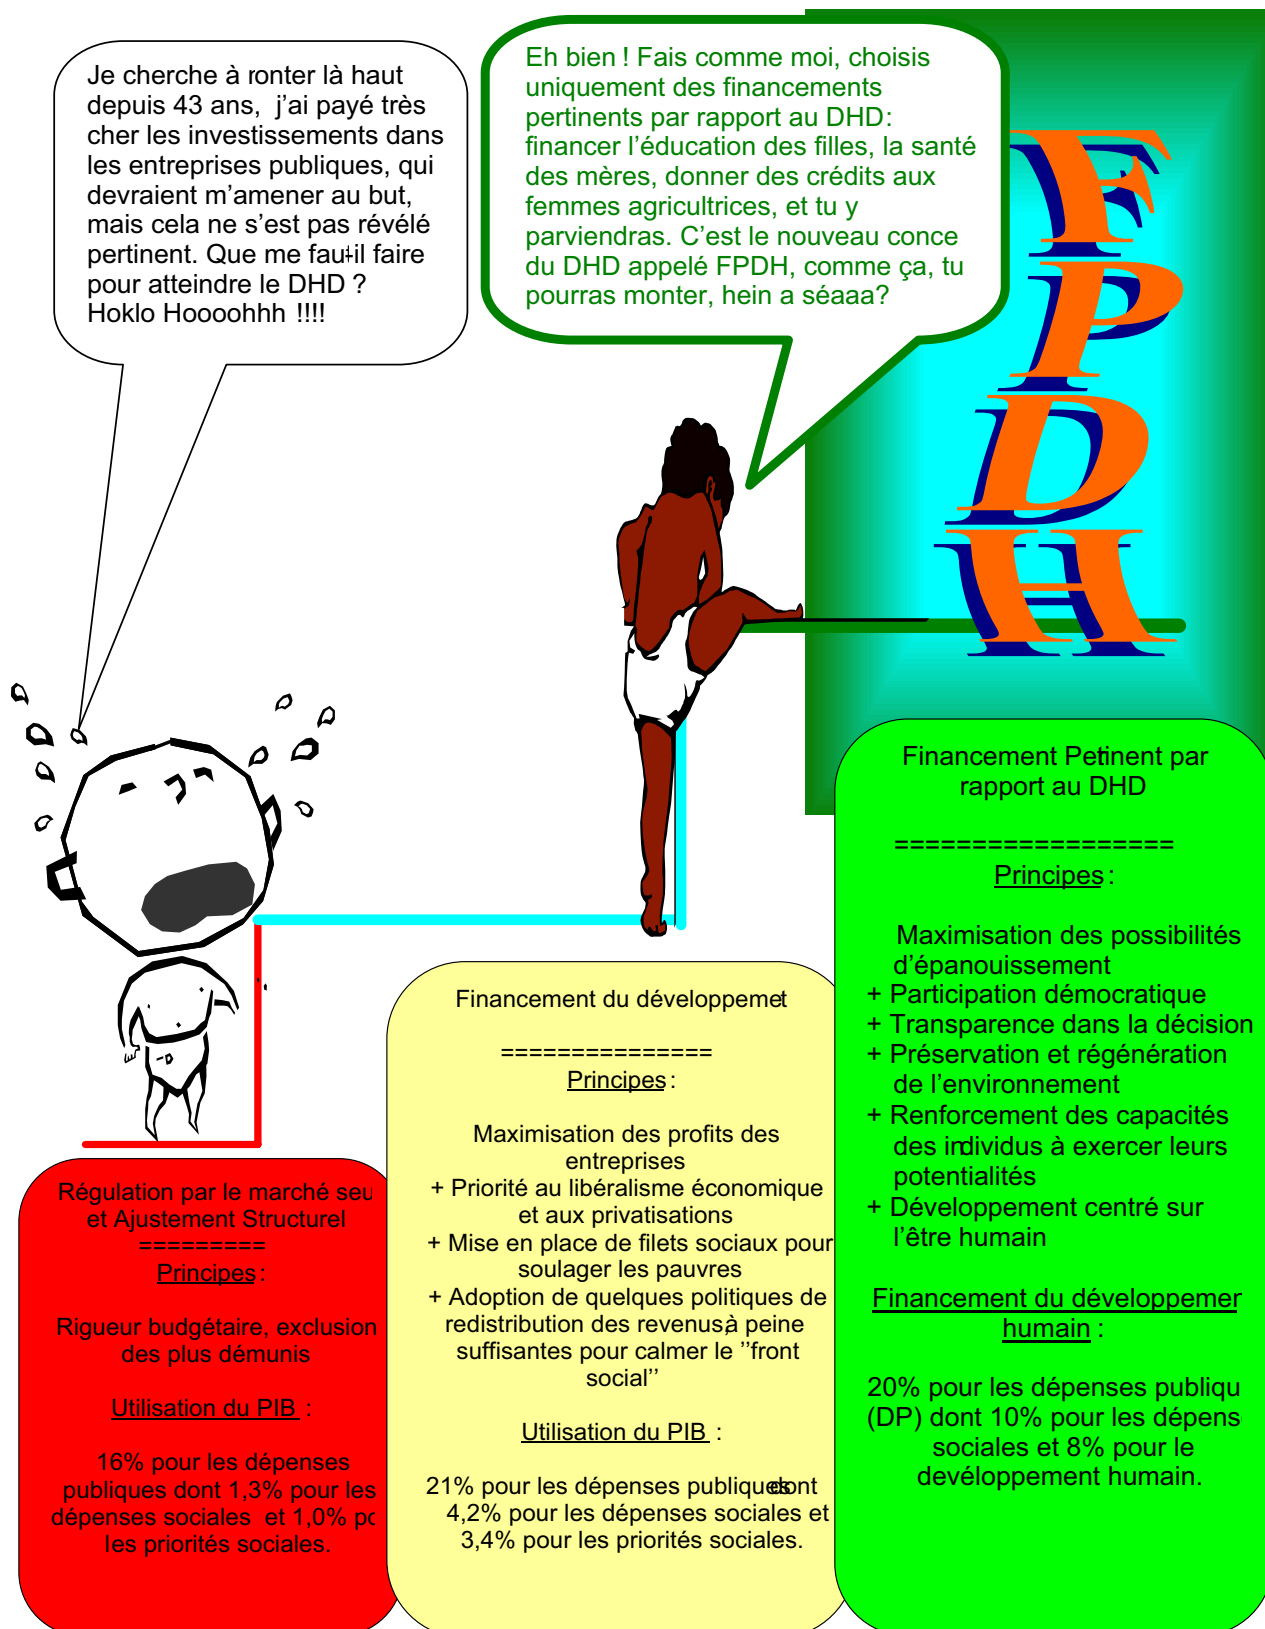 Je cherche à ronter là haut
depuis 43 ans,  j'ai payé très
cher les investissements dans
les entreprises publiques, qui
devraient m'amener au but,
mais cela ne s'est pas révélé
pertinent. Que me faut-il faire
pour atteindre le DHD ?
Hoklo Hoooohhh !!!!
Eh bien ! Fais comme moi, choisis
uniquement des financements
pertinents par rapport au DHD:
financer l'éducation des filles, la santé
des mères, donner des crédits aux
femmes agricultrices, et tu y
parviendras. C'est le nouveau conce
du DHD appelé FPDH, comme ça, tu
pourras monter, hein a séaaa?
F
P
D
H
Financement Petinent par
rapport au DHD
==================
Principes :
Maximisation des possibilités
d'épanouissement
+ Participation démocratique
+ Transparence dans la décision
+ Préservation et régénération
de l'environnement
+ Renforcement des capacités
des individus à exercer leurs
potentialités
+ Développement centré sur
l'être humain
Financement du développemer
humain :
20% pour les dépenses publiqu
(DP) dont 10% pour les dépens
sociales et 8% pour le
devéloppement humain.
Financement du développemet
===============
Principes :
Maximisation des profits des
entreprises
+ Priorité au libéralisme économique
et aux privatisations
+ Mise en place de filets sociaux pour
soulager les pauvres
+ Adoption de quelques politiques de
redistribution des revenus, à peine
suffisantes pour calmer le ''front
social''
Utilisation du PIB :
21% pour les dépenses publiques dont
4,2% pour les dépenses sociales et
3,4% pour les priorités sociales.
Régulation par le marché seu
et Ajustement Structurel
=========
Principes :
Rigueur budgétaire, exclusion
des plus démunis
Utilisation du PIB :
16% pour les dépenses
publiques dont 1,3% pour les
dépenses sociales  et 1,0% po
les priorités sociales.